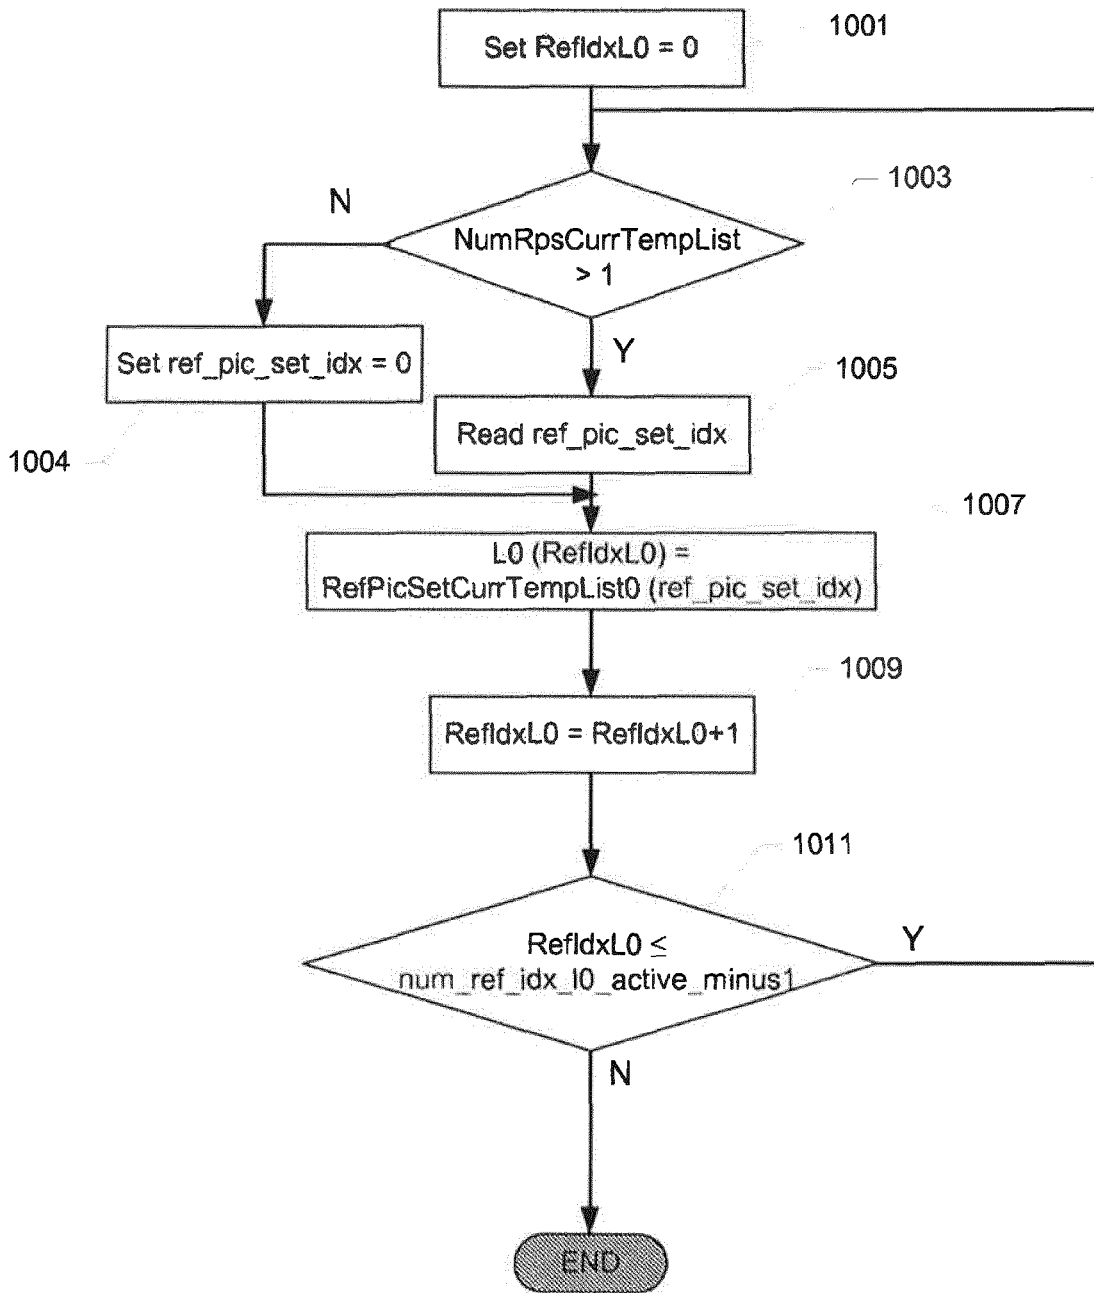 Set RefIdxL0 = 0
1001
1003
N
NumRpsCurrTempList
> 1
Set ref_pic_set_idx = 0
Y
1005
Read ref_pic_set_idx
1004
1007
L0 (RefIdxL0) =
RefPicSetCurrTempList0 (ref_pic_set_idx)
1009
RefIdxL0 = RefIdxL0+1
1011
RefIdxL0 ≤
num_ref_idx_l0_active_minus1
Y
N
END